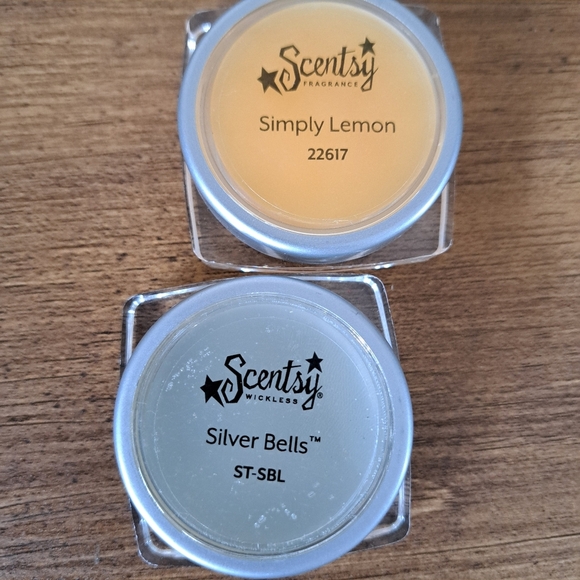 Scentsy
FRAGRANCE
Simply Lemon
22617
Scentsy®
WICKLESS
Silver Bells™
ST-SBL